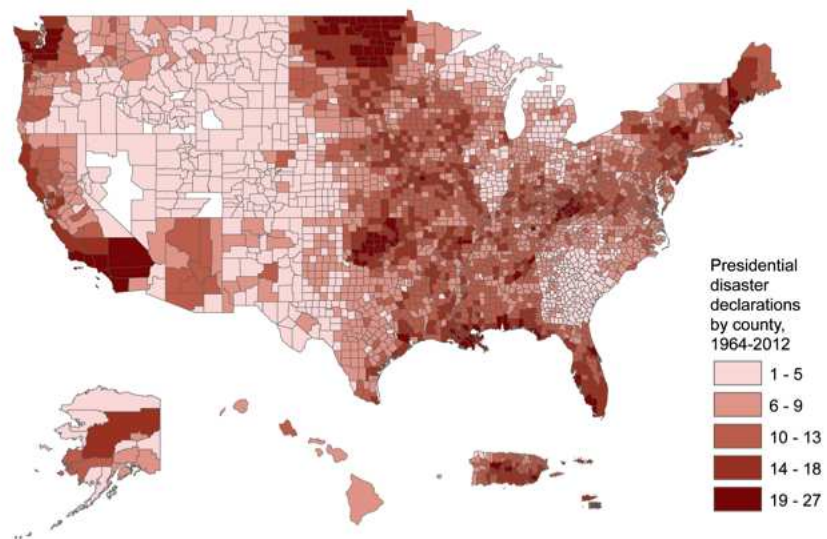 Presidential
disaster
declarations
by county,
1964-2012
1 - 5
6 - 9
10 - 13
14 - 18
19 - 27